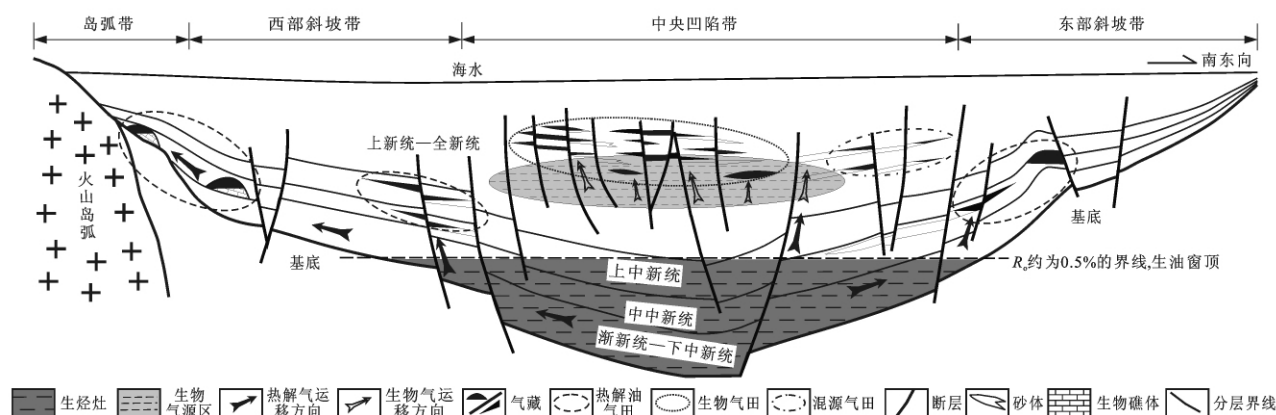 岛弧带 西部斜坡带 中央凹陷带 东部斜坡带
海水
南东向
上新统—全新统
火山岛弧
基底
基底
上中新统
Rₒ约为0.5%的界线,生油窗顶
中中新统
渐新统—下中新统
生烃灶 生物气源区 热解气运移方向 生物气运移方向 气藏 热解油气田 生物气田 混源气田 断层 砂体 生物礁体 分层界线